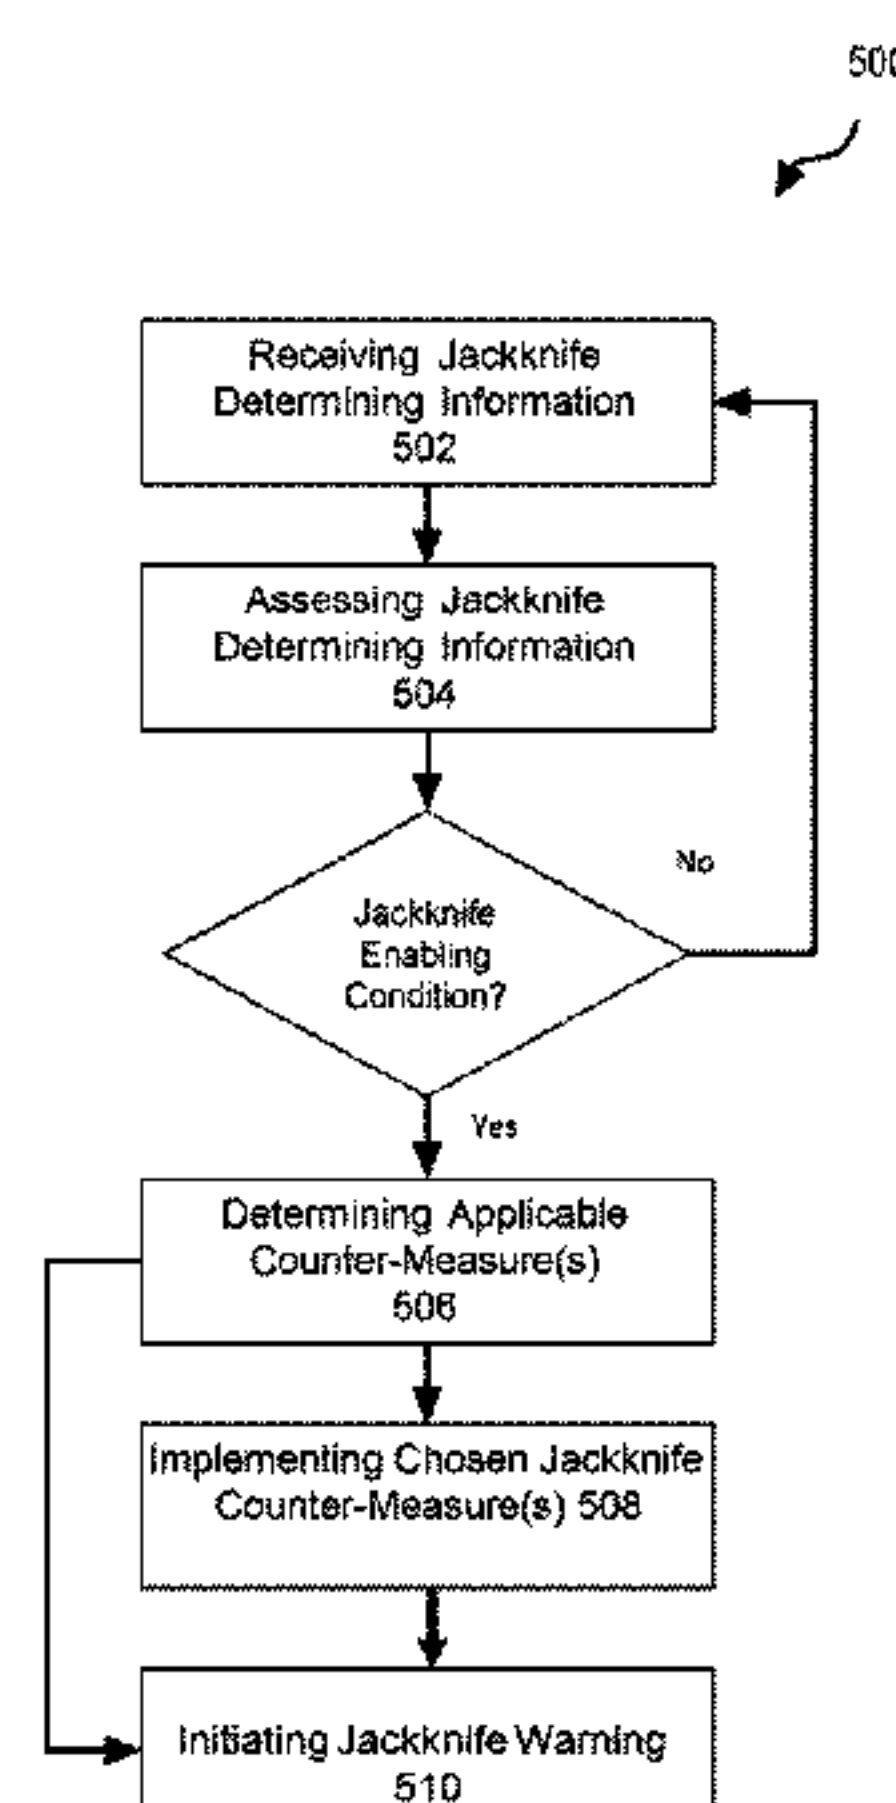 500
Receiving Jackknife
Determining Information
502
Assessing Jackknife
Determining Information
504
No
Jackknife
Enabling
Condition?
Yes
Determining Applicable
Counter-Measure(s)
506
Implementing Chosen Jackknife
Counter-Measure(s) 508
Initiating Jackknife Warning
510